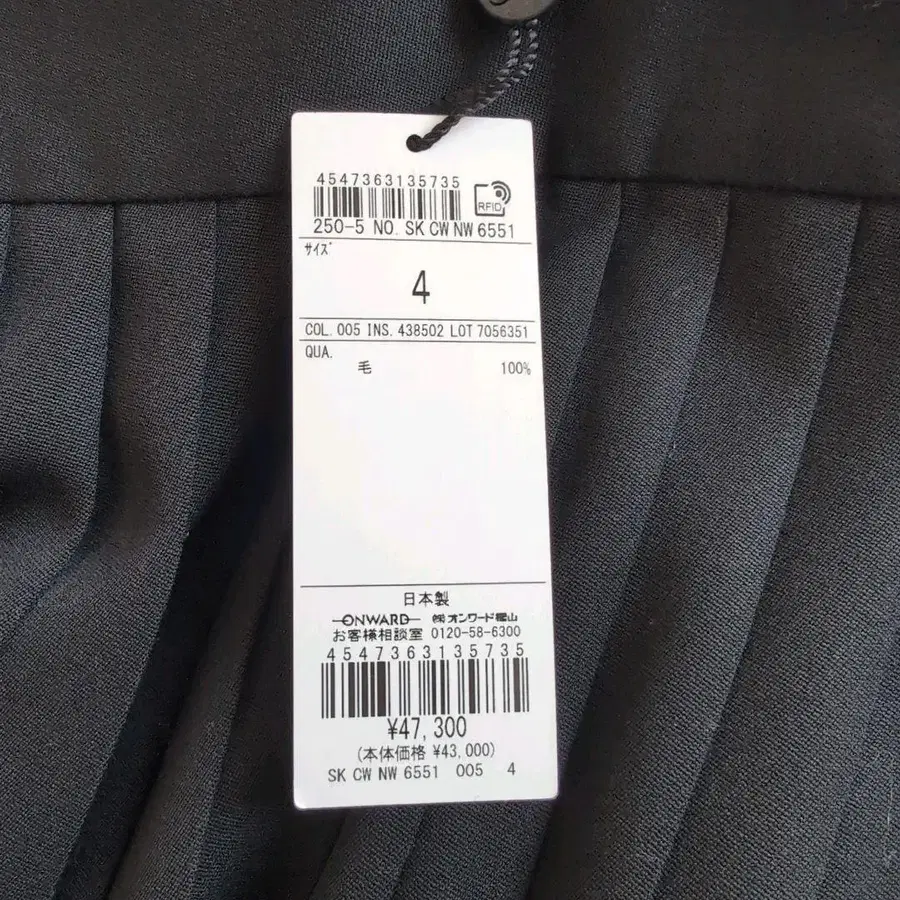 4547363135735
RFID
250-5 NO. SK CW NW 6551
サイズ
4
COL. 005 INS. 438502 LOT 7056351
QUA.
毛 100%
日本製
ONWARD ㈱オンワード樫山
お客様相談室 0120-58-6300
4547363135735
¥47,300
(本体価格 ¥43,000)
SK CW NW 6551 005 4